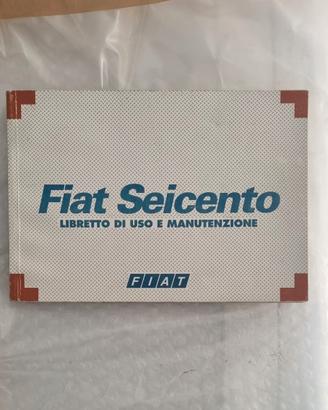 Fiat Seicento
LIBRETTO DI USO E MANUTENZIONE
FIAT